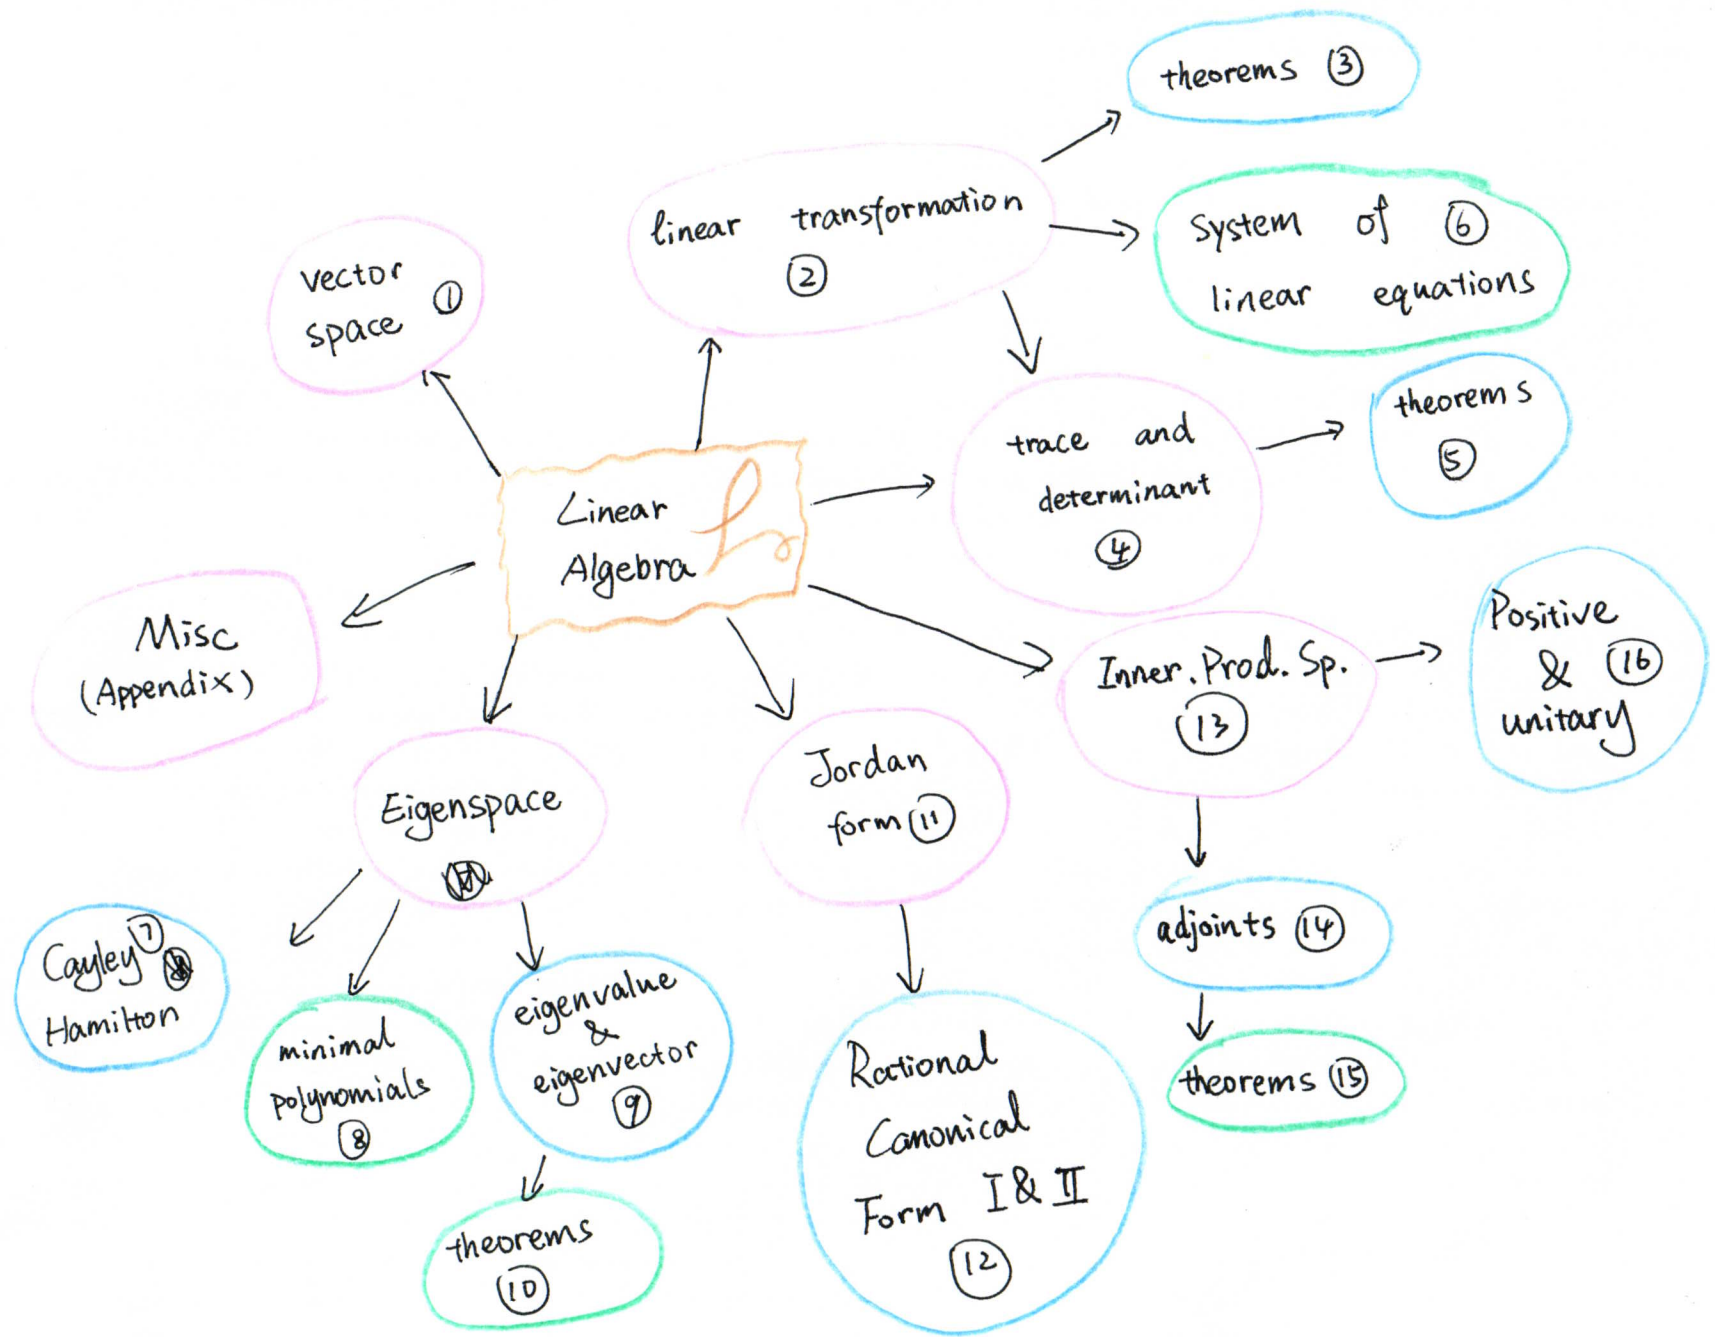 theorems ③
linear transformation
②
System of ⑥
linear equations
vector
space ①
theorems
⑤
trace and
determinant
④
Linear
Algebra
Misc
(Appendix)
Inner. Prod. Sp.
⑬
Positive
& ⑯
unitary
Eigenspace
Jordan
form ⑪
Cayley ⑦
Hamilton
minimal
polynomials
⑧
eigenvalue
&
eigenvector
⑨
adjoints ⑭
theorems ⑮
Rational
Canonical
Form I & II
⑫
theorems
⑩